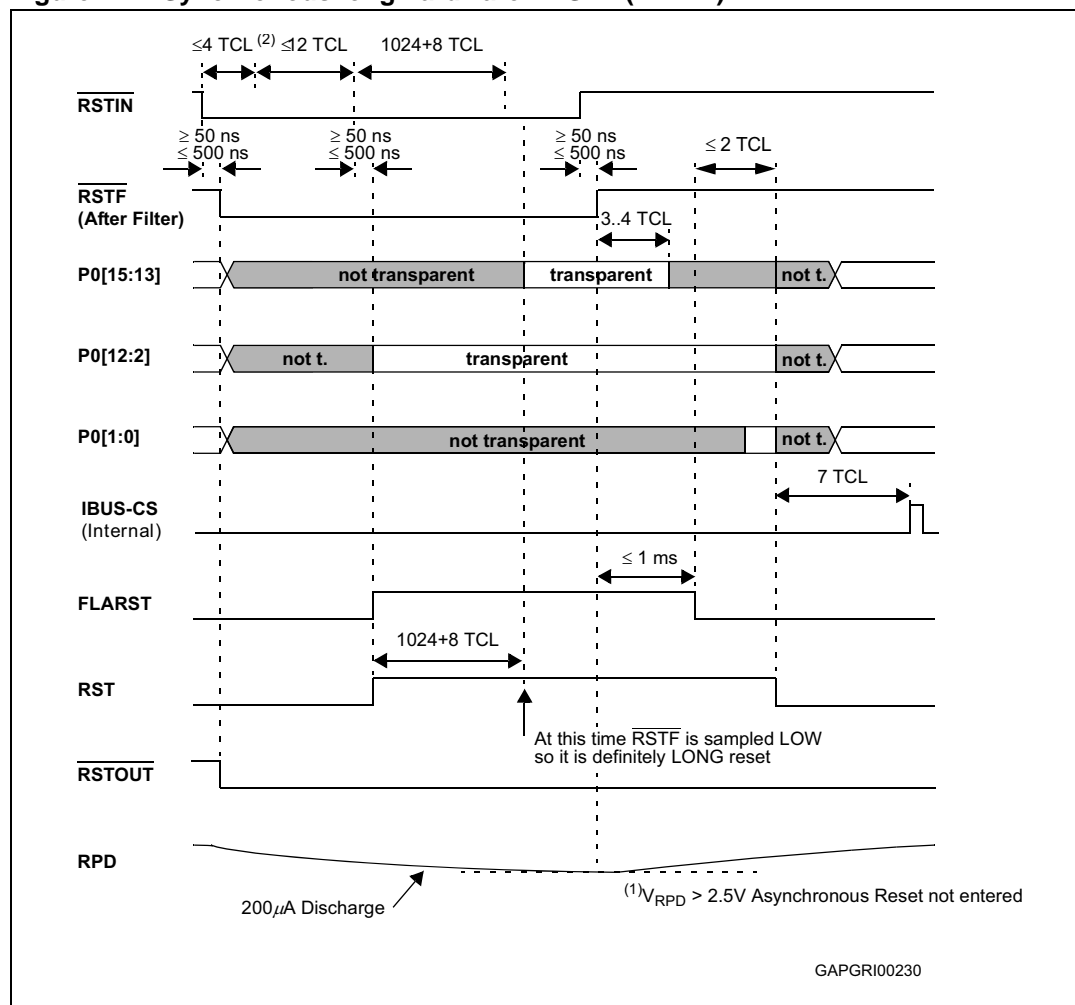 ≤4 TCL (2) ≤12 TCL 1024+8 TCL
RSTIN
≥ 50 ns ≥ 50 ns ≥ 50 ns
≤ 500 ns ≤ 500 ns ≤ 500 ns
≤ 2 TCL
RSTF
(After Filter)
3..4 TCL
P0[15:13] not transparent transparent not t.
P0[12:2] not t. transparent not t.
P0[1:0] not transparent not t.
7 TCL
IBUS-CS
(Internal)
≤ 1 ms
FLARST
1024+8 TCL
RST
At this time RSTF is sampled LOW
so it is definitely LONG reset
RSTOUT
RPD
200µA Discharge
(1)VRPD > 2.5V Asynchronous Reset not entered
GAPGRI00230